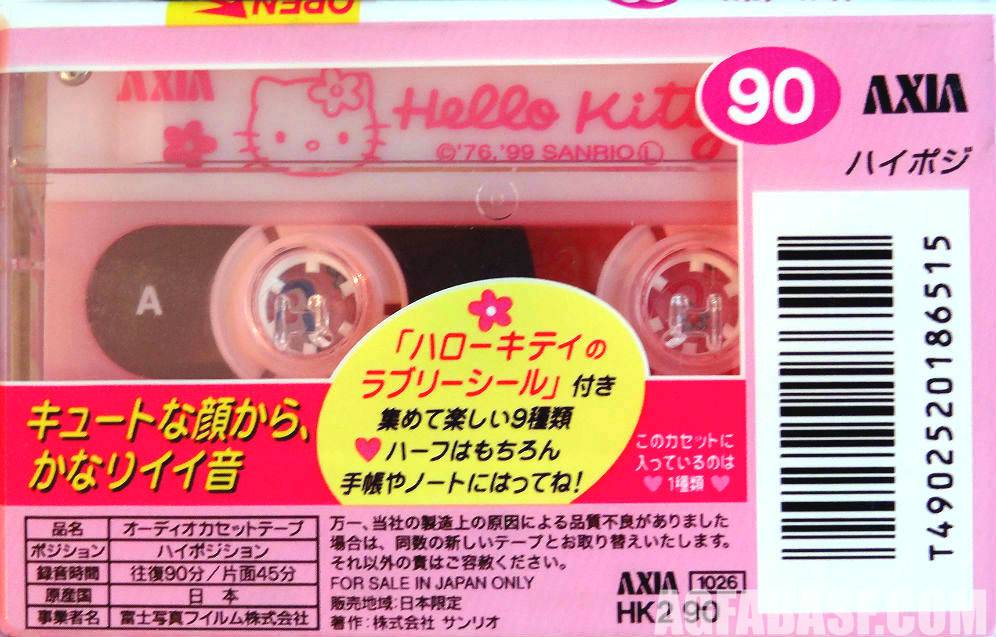 OPEN
AXIA
Hello Kitty
©'76,'99 SANRIO Ⓛ
90
AXIA
ハイポジ
A
「ハローキティの
ラブリーシール」付き
集めて楽しい9種類
♥ハーフはもちろん
手帳やノートにはってね!
キュートな顔から、
かなりイイ音
このカセットに
入っているのは
♥1種類♥
T4902520186515
品名 オーディオカセットテープ
ポジション ハイポジション
録音時間 往復90分/片面45分
原産国 日本
事業者名 富士写真フイルム株式会社
万一、当社の製造上の原因による品質不良がありました
場合は、同数の新しいテープとお取り替えいたします。
それ以外の責はご容赦ください。
FOR SALE IN JAPAN ONLY
販売地域:日本限定
著作:株式会社 サンリオ
AXIA 1026
HK2 90
AGFABASF.COM